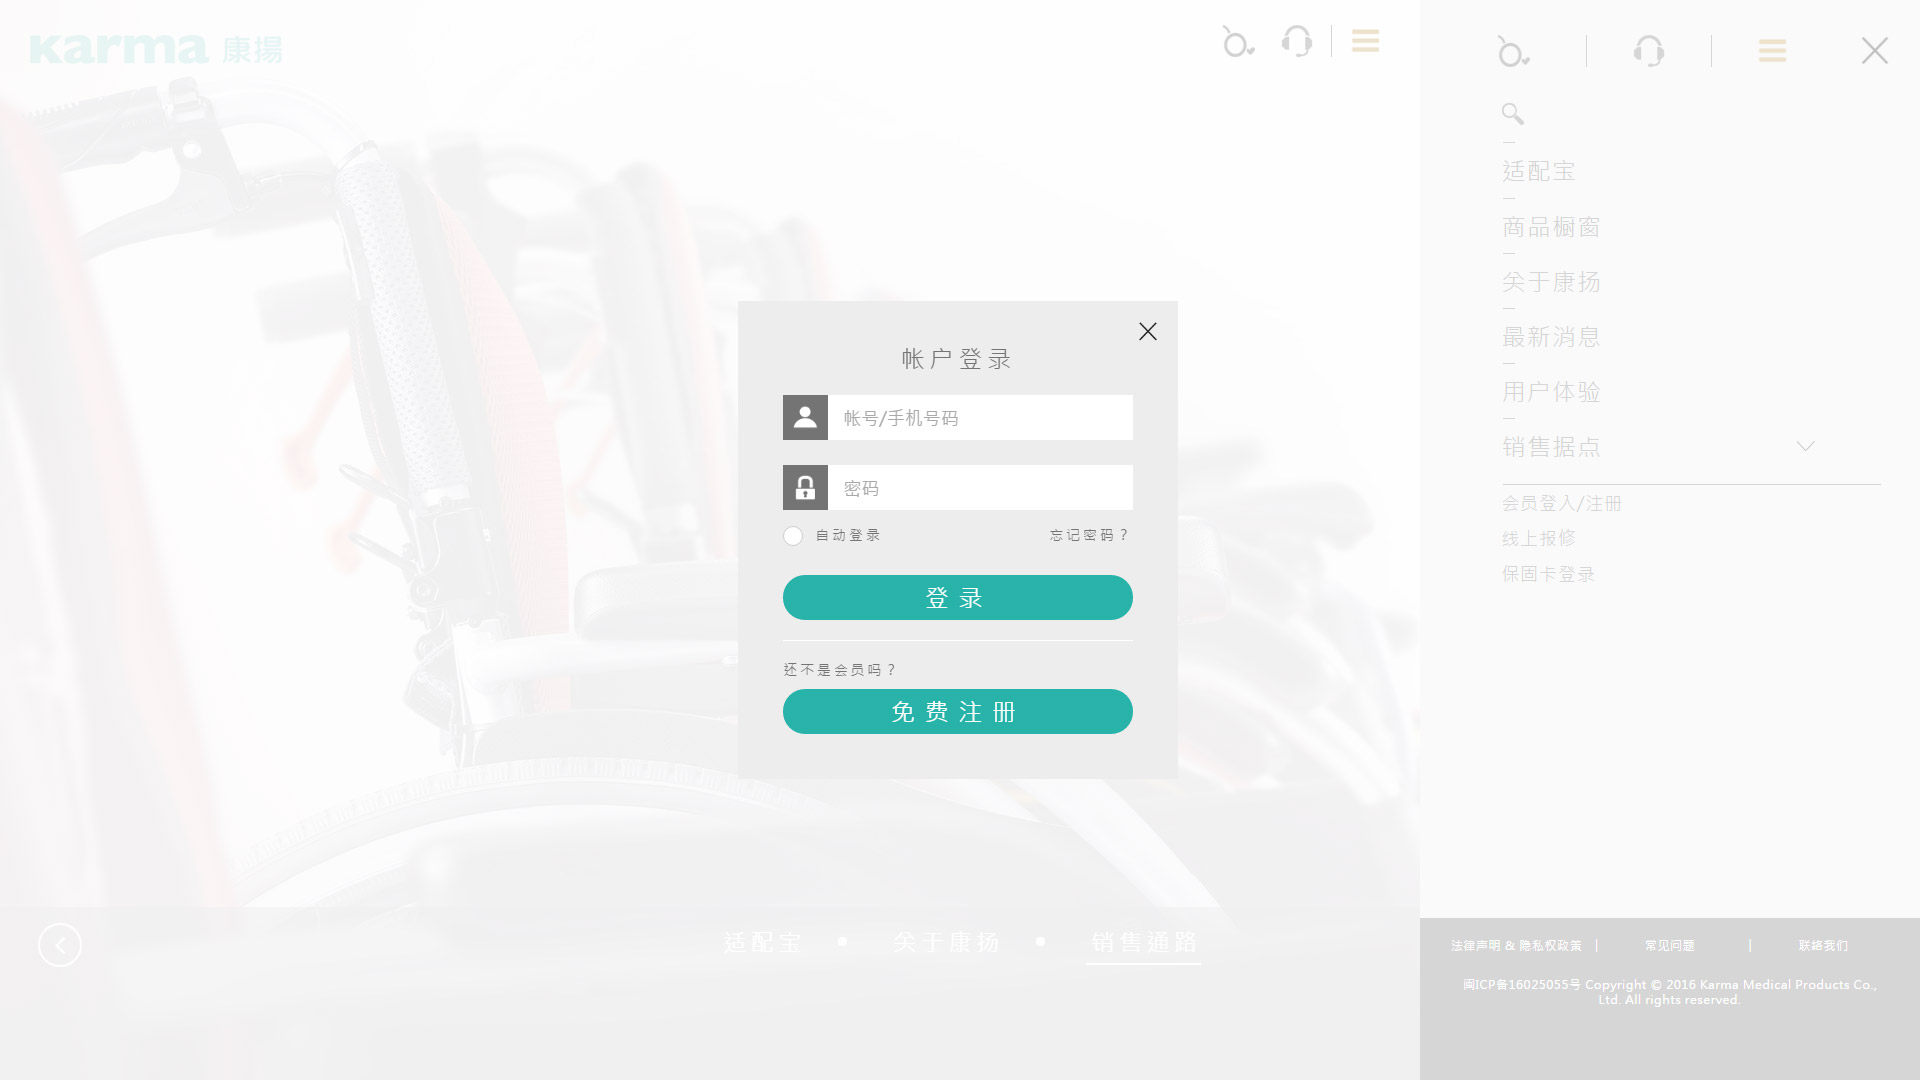 karma 康揚
适配宝
商品橱窗
关于康扬
最新消息
用户体验
销售据点
会员登入/注册
线上报修
保固卡登录
帐户登录
帐号/手机号码
密码
自动登录 忘记密码？
登录
还不是会员吗？
免费注册
适配宝 • 关于康扬 • 销售通路
法律声明 & 隐私权政策 | 常见问题 | 联络我们
闽ICP备16025055号 Copyright © 2016 Karma Medical Products Co.,
Ltd. All rights reserved.